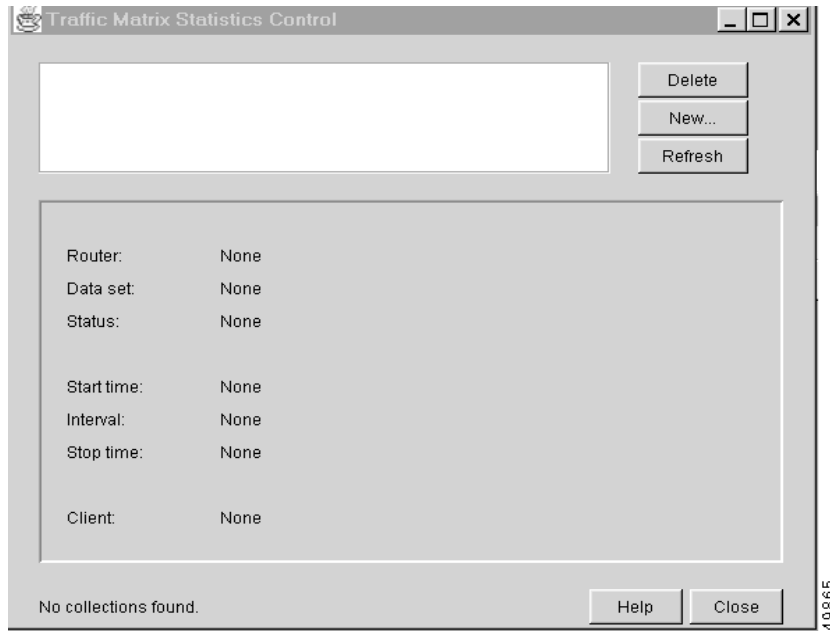 Traffic Matrix Statistics Control
Delete
New...
Refresh
Router: None
Data set: None
Status: None
Start time: None
Interval: None
Stop time: None
Client: None
No collections found.
Help
Close
49865